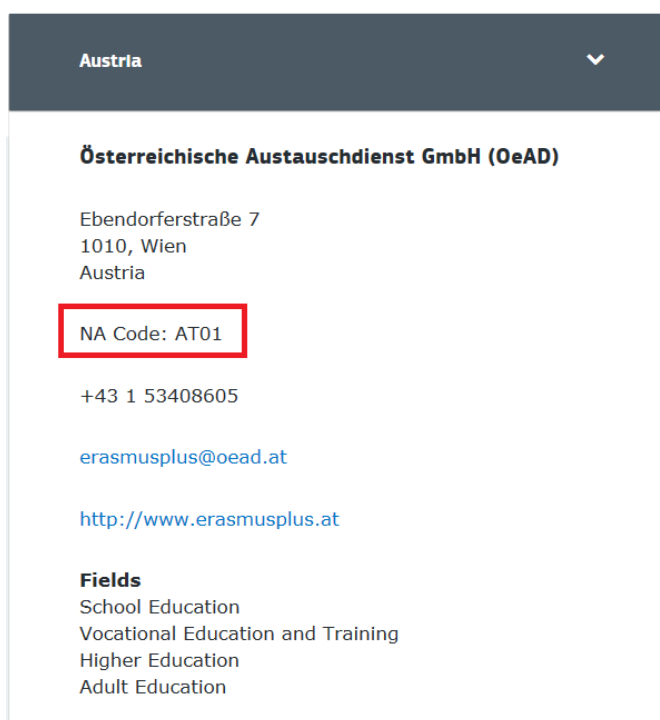 Austria
Österreichische Austauschdienst GmbH (OeAD)
Ebendorferstraße 7
1010, Wien
Austria
NA Code: AT01
+43 1 53408605
erasmusplus@oead.at
http://www.erasmusplus.at
Fields
School Education
Vocational Education and Training
Higher Education
Adult Education